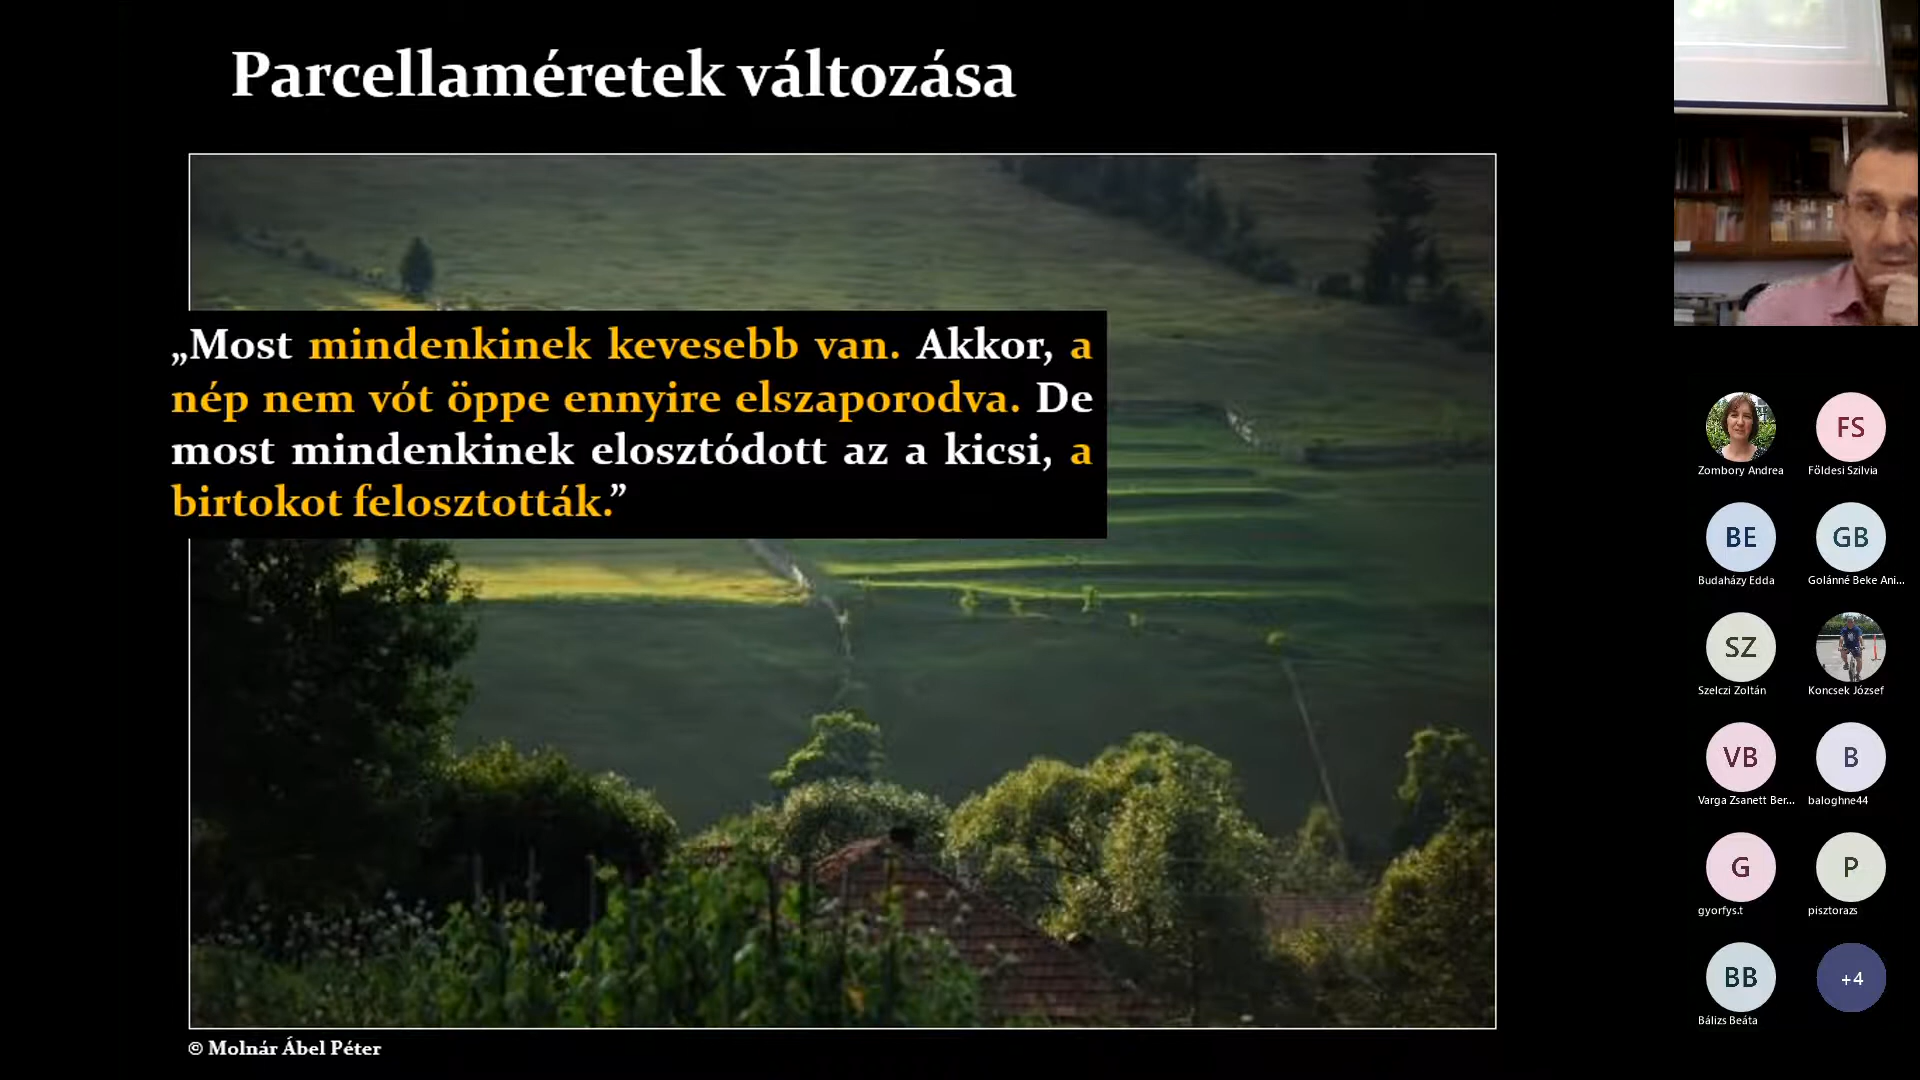 Parcellaméretek változása
„Most mindenkinek kevesebb van. Akkor, a
nép nem vót öppe ennyire elszaporodva. De
most mindenkinek elosztódott az a kicsi, a
birtokot felosztották.”
© Molnár Ábel Péter
Zombory Andrea
FS
Földesi Szilvia
BE
Budaházy Edda
GB
Golánné Beke Ani...
SZ
Szelczi Zoltán
Koncsek József
VB
Varga Zsanett Ber...
B
baloghne44
G
gyorfys.t
P
pisztorazs
BB
Bálizs Beáta
+4